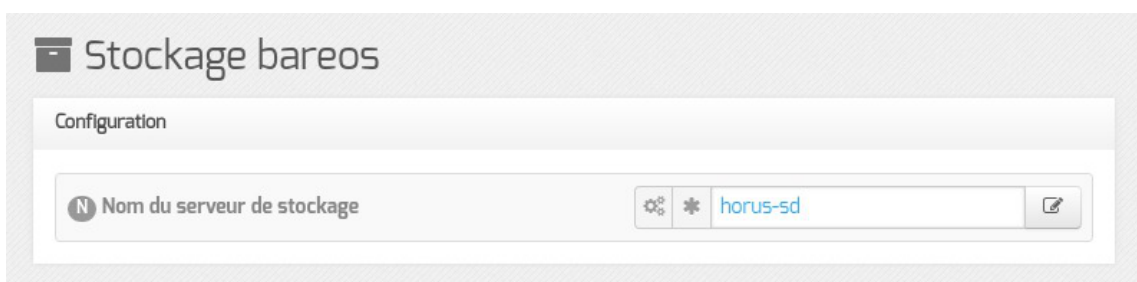 Stockage bareos
Configuration
N Nom du serveur de stockage
horus-sd